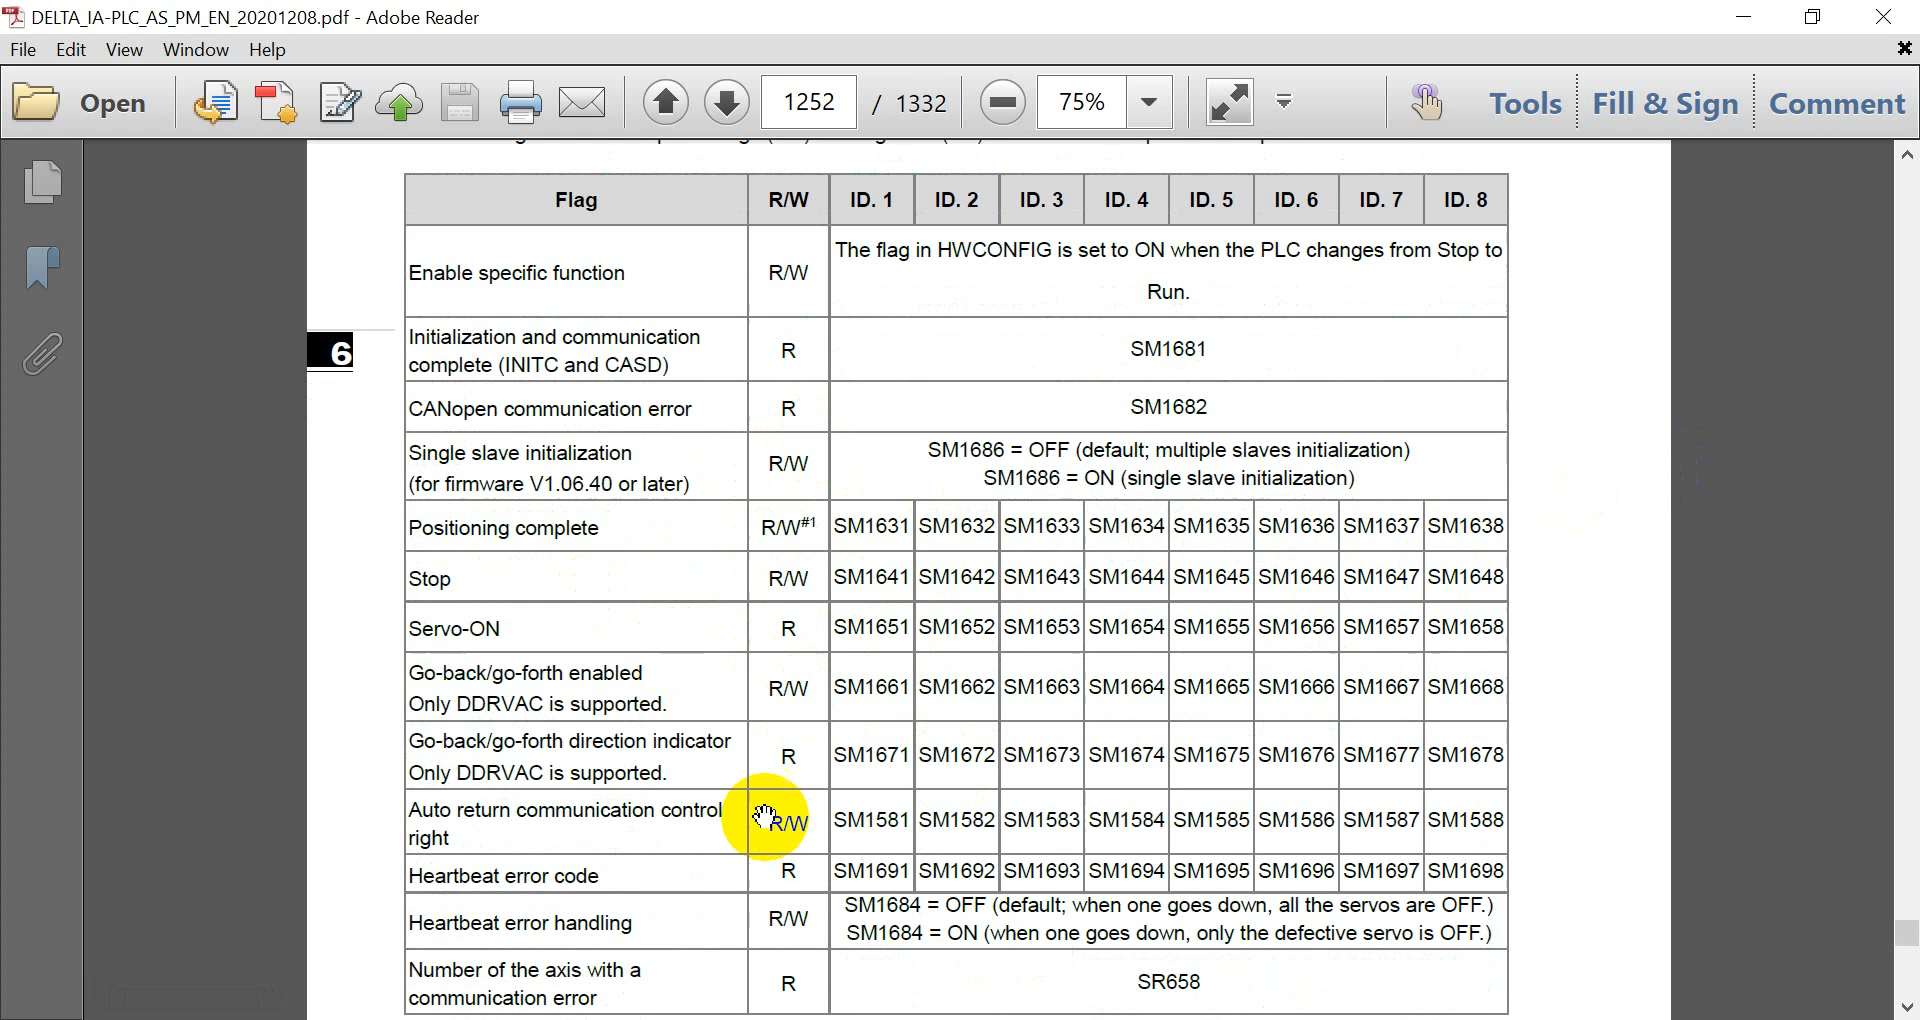 DELTA_IA-PLC_AS_PM_EN_20201208.pdf - Adobe Reader
File Edit View Window Help
Open 1252 / 1332 75% Tools Fill & Sign Comment
Flag R/W ID. 1 ID. 2 ID. 3 ID. 4 ID. 5 ID. 6 ID. 7 ID. 8
Enable specific function R/W The flag in HWCONFIG is set to ON when the PLC changes from Stop to
Run.
6
Initialization and communication
complete (INITC and CASD) R SM1681
CANopen communication error R SM1682
Single slave initialization
(for firmware V1.06.40 or later) R/W SM1686 = OFF (default; multiple slaves initialization)
SM1686 = ON (single slave initialization)
Positioning complete R/W#1 SM1631 SM1632 SM1633 SM1634 SM1635 SM1636 SM1637 SM1638
Stop R/W SM1641 SM1642 SM1643 SM1644 SM1645 SM1646 SM1647 SM1648
Servo-ON R SM1651 SM1652 SM1653 SM1654 SM1655 SM1656 SM1657 SM1658
Go-back/go-forth enabled
Only DDRVAC is supported. R/W SM1661 SM1662 SM1663 SM1664 SM1665 SM1666 SM1667 SM1668
Go-back/go-forth direction indicator
Only DDRVAC is supported. R SM1671 SM1672 SM1673 SM1674 SM1675 SM1676 SM1677 SM1678
Auto return communication control
right R/W SM1581 SM1582 SM1583 SM1584 SM1585 SM1586 SM1587 SM1588
Heartbeat error code R SM1691 SM1692 SM1693 SM1694 SM1695 SM1696 SM1697 SM1698
Heartbeat error handling R/W SM1684 = OFF (default; when one goes down, all the servos are OFF.)
SM1684 = ON (when one goes down, only the defective servo is OFF.)
Number of the axis with a
communication error R SR658